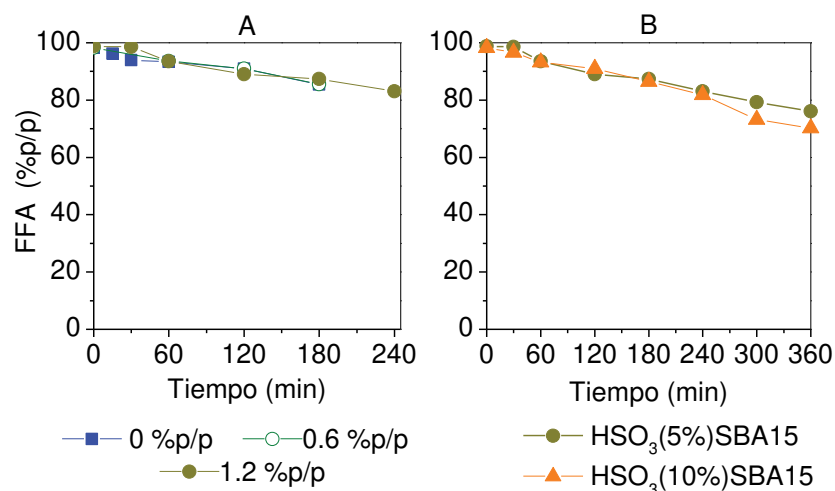 A
B
FFA (%p/p)
100
80
60
40
20
0
0 60 120 180 240
Tiempo (min)
100
80
60
40
20
0
0 60 120 180 240 300 360
Tiempo (min)
0 %p/p
0.6 %p/p
1.2 %p/p
HSO₃(5%)SBA15
HSO₃(10%)SBA15